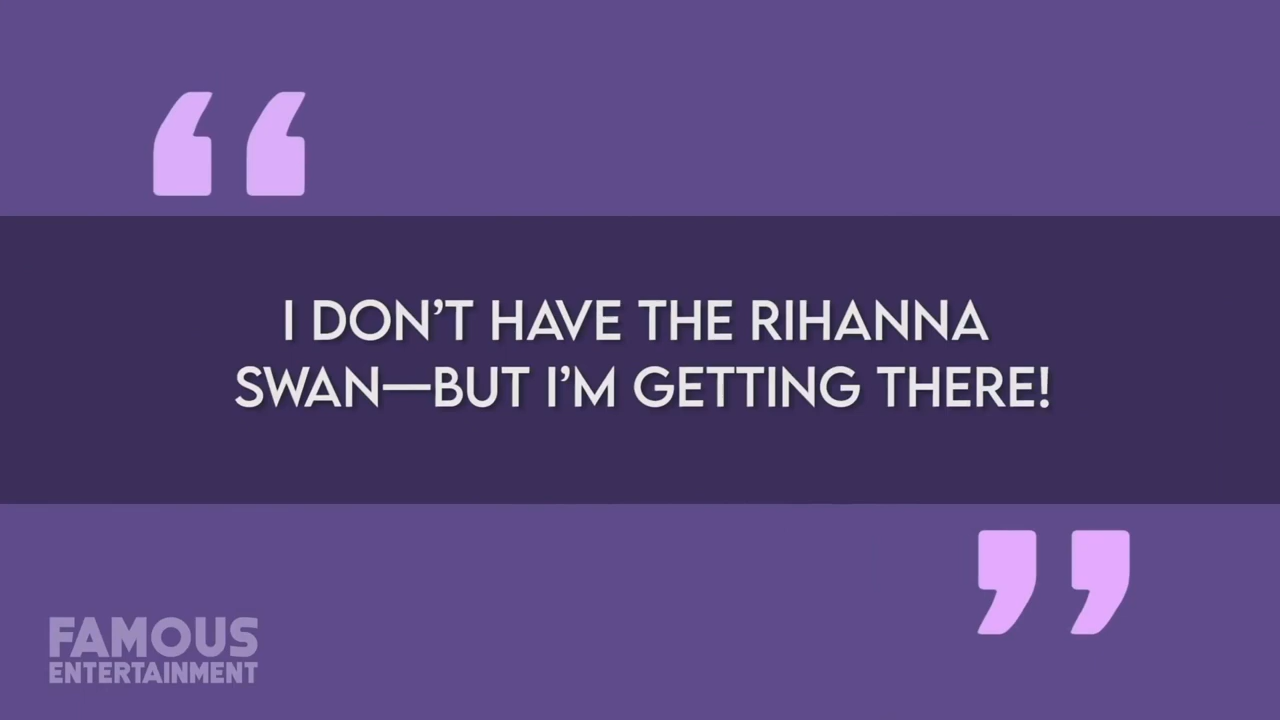 “
I DON’T HAVE THE RIHANNA
SWAN—BUT I’M GETTING THERE!
”
FAMOUS
ENTERTAINMENT